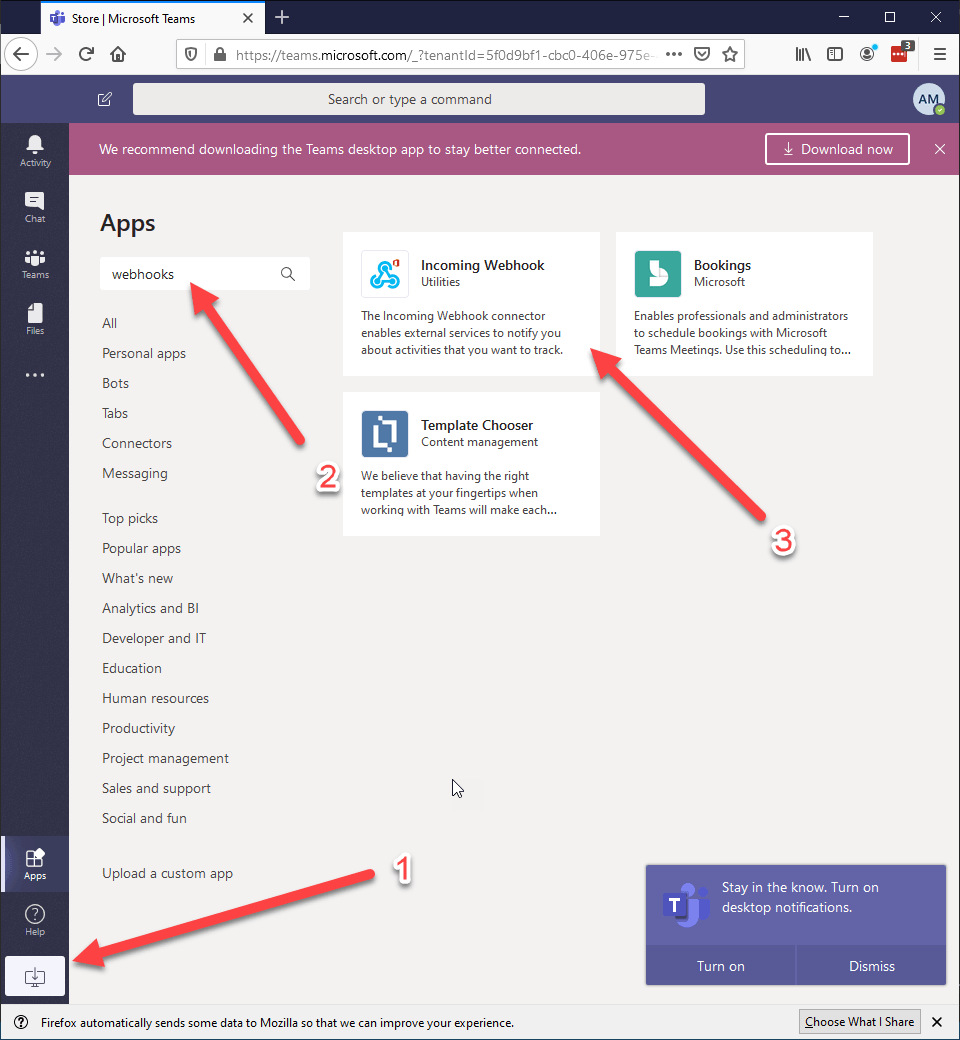 Store | Microsoft Teams
https://teams.microsoft.com/_?tenantId=5f0d9bf1-cbc0-406e-975e-
3
Search or type a command
AM
We recommend downloading the Teams desktop app to stay better connected.
Download now
Activity
Chat
Teams
Files
Apps
webhooks
All
Personal apps
Bots
Tabs
Connectors
Messaging
Top picks
Popular apps
What's new
Analytics and BI
Developer and IT
Education
Human resources
Productivity
Project management
Sales and support
Social and fun
Upload a custom app
Incoming Webhook
Utilities
The Incoming Webhook connector
enables external services to notify you
about activities that you want to track.
Bookings
Microsoft
Enables professionals and administrators
to schedule bookings with Microsoft
Teams Meetings. Use this scheduling to...
Template Chooser
Content management
We believe that having the right
templates at your fingertips when
working with Teams will make each...
2
3
1
Apps
Help
T
Stay in the know. Turn on
desktop notifications.
Turn on
Dismiss
Firefox automatically sends some data to Mozilla so that we can improve your experience.
Choose What I Share